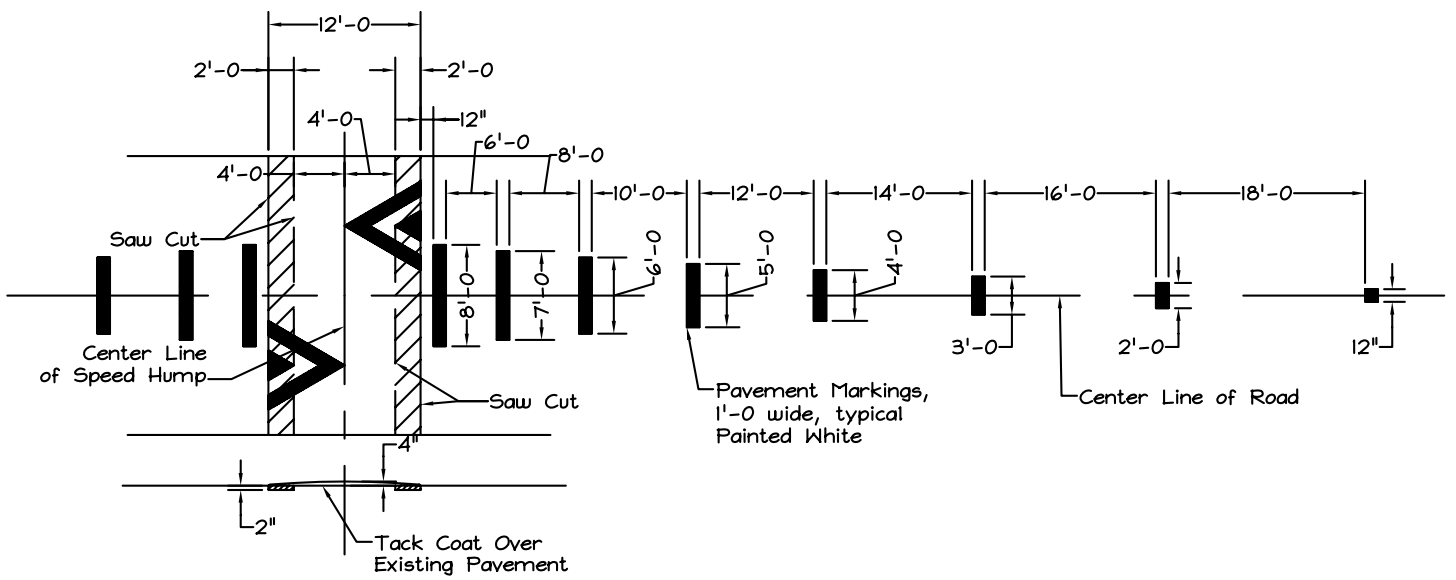 12'-0
2'-0
2'-0
4'-0
12"
6'-0
8'-0
4'-0
10'-0
12'-0
14'-0
16'-0
18'-0
Saw Cut
8'-0
7'-0
6'-0
5'-0
4'-0
3'-0
2'-0
12"
Center Line
of Speed Hump
Saw Cut
Pavement Markings,
1'-0 wide, typical
Painted White
Center Line of Road
4"
2"
Tack Coat Over
Existing Pavement